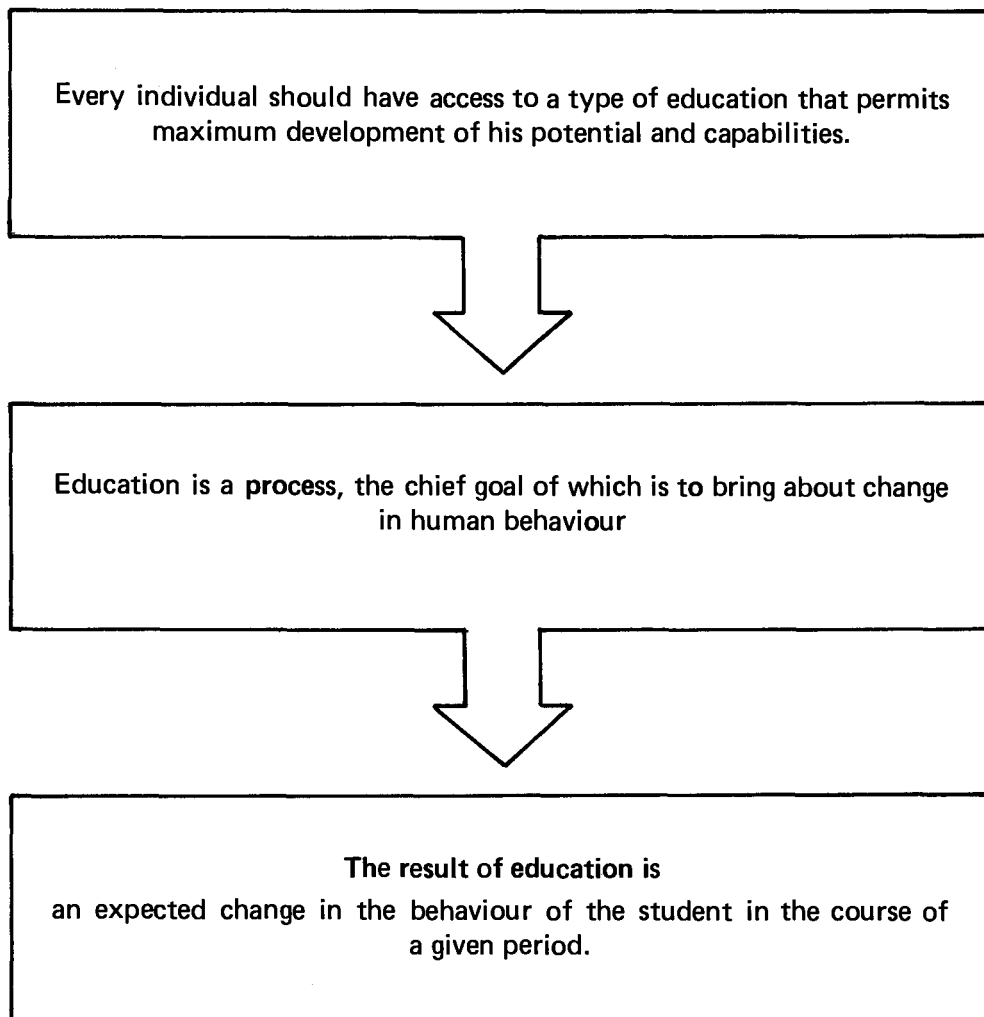 Every individual should have access to a type of education that permits
maximum development of his potential and capabilities.
Education is a process, the chief goal of which is to bring about change
in human behaviour
The result of education is
an expected change in the behaviour of the student in the course of
a given period.